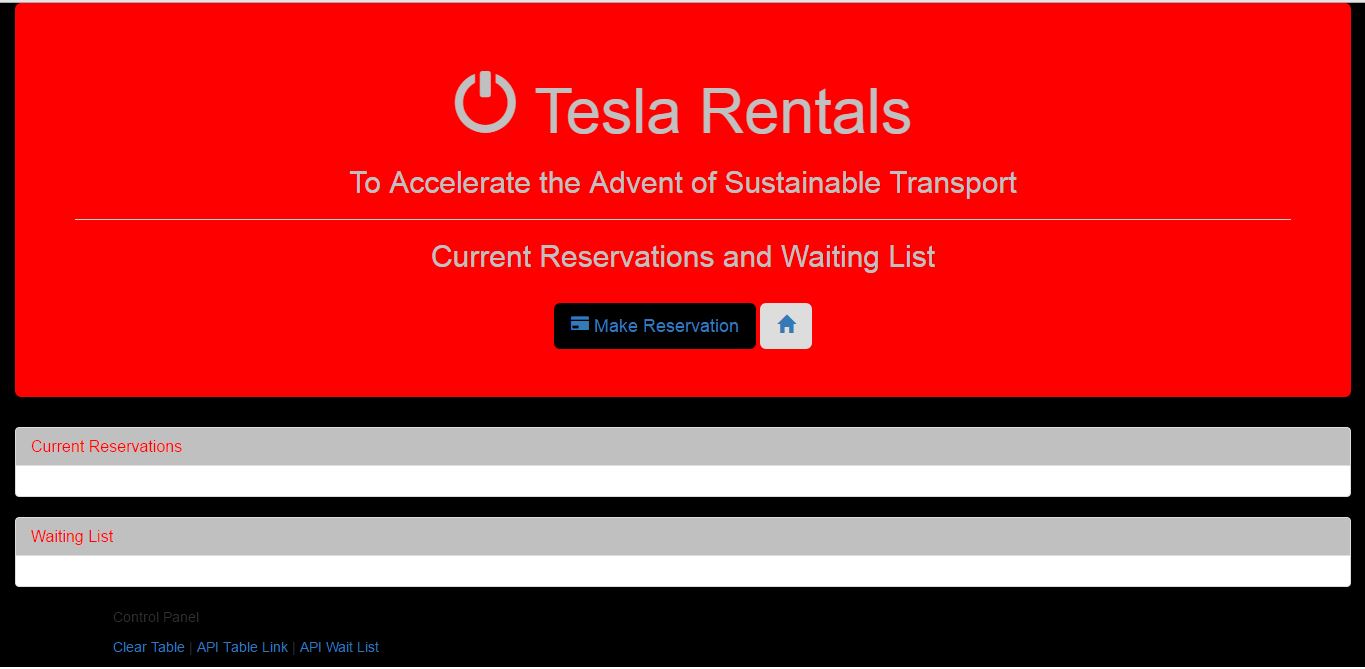 Tesla Rentals
To Accelerate the Advent of Sustainable Transport
Current Reservations and Waiting List
Make Reservation
Current Reservations
Waiting List
Control Panel
Clear Table | API Table Link | API Wait List